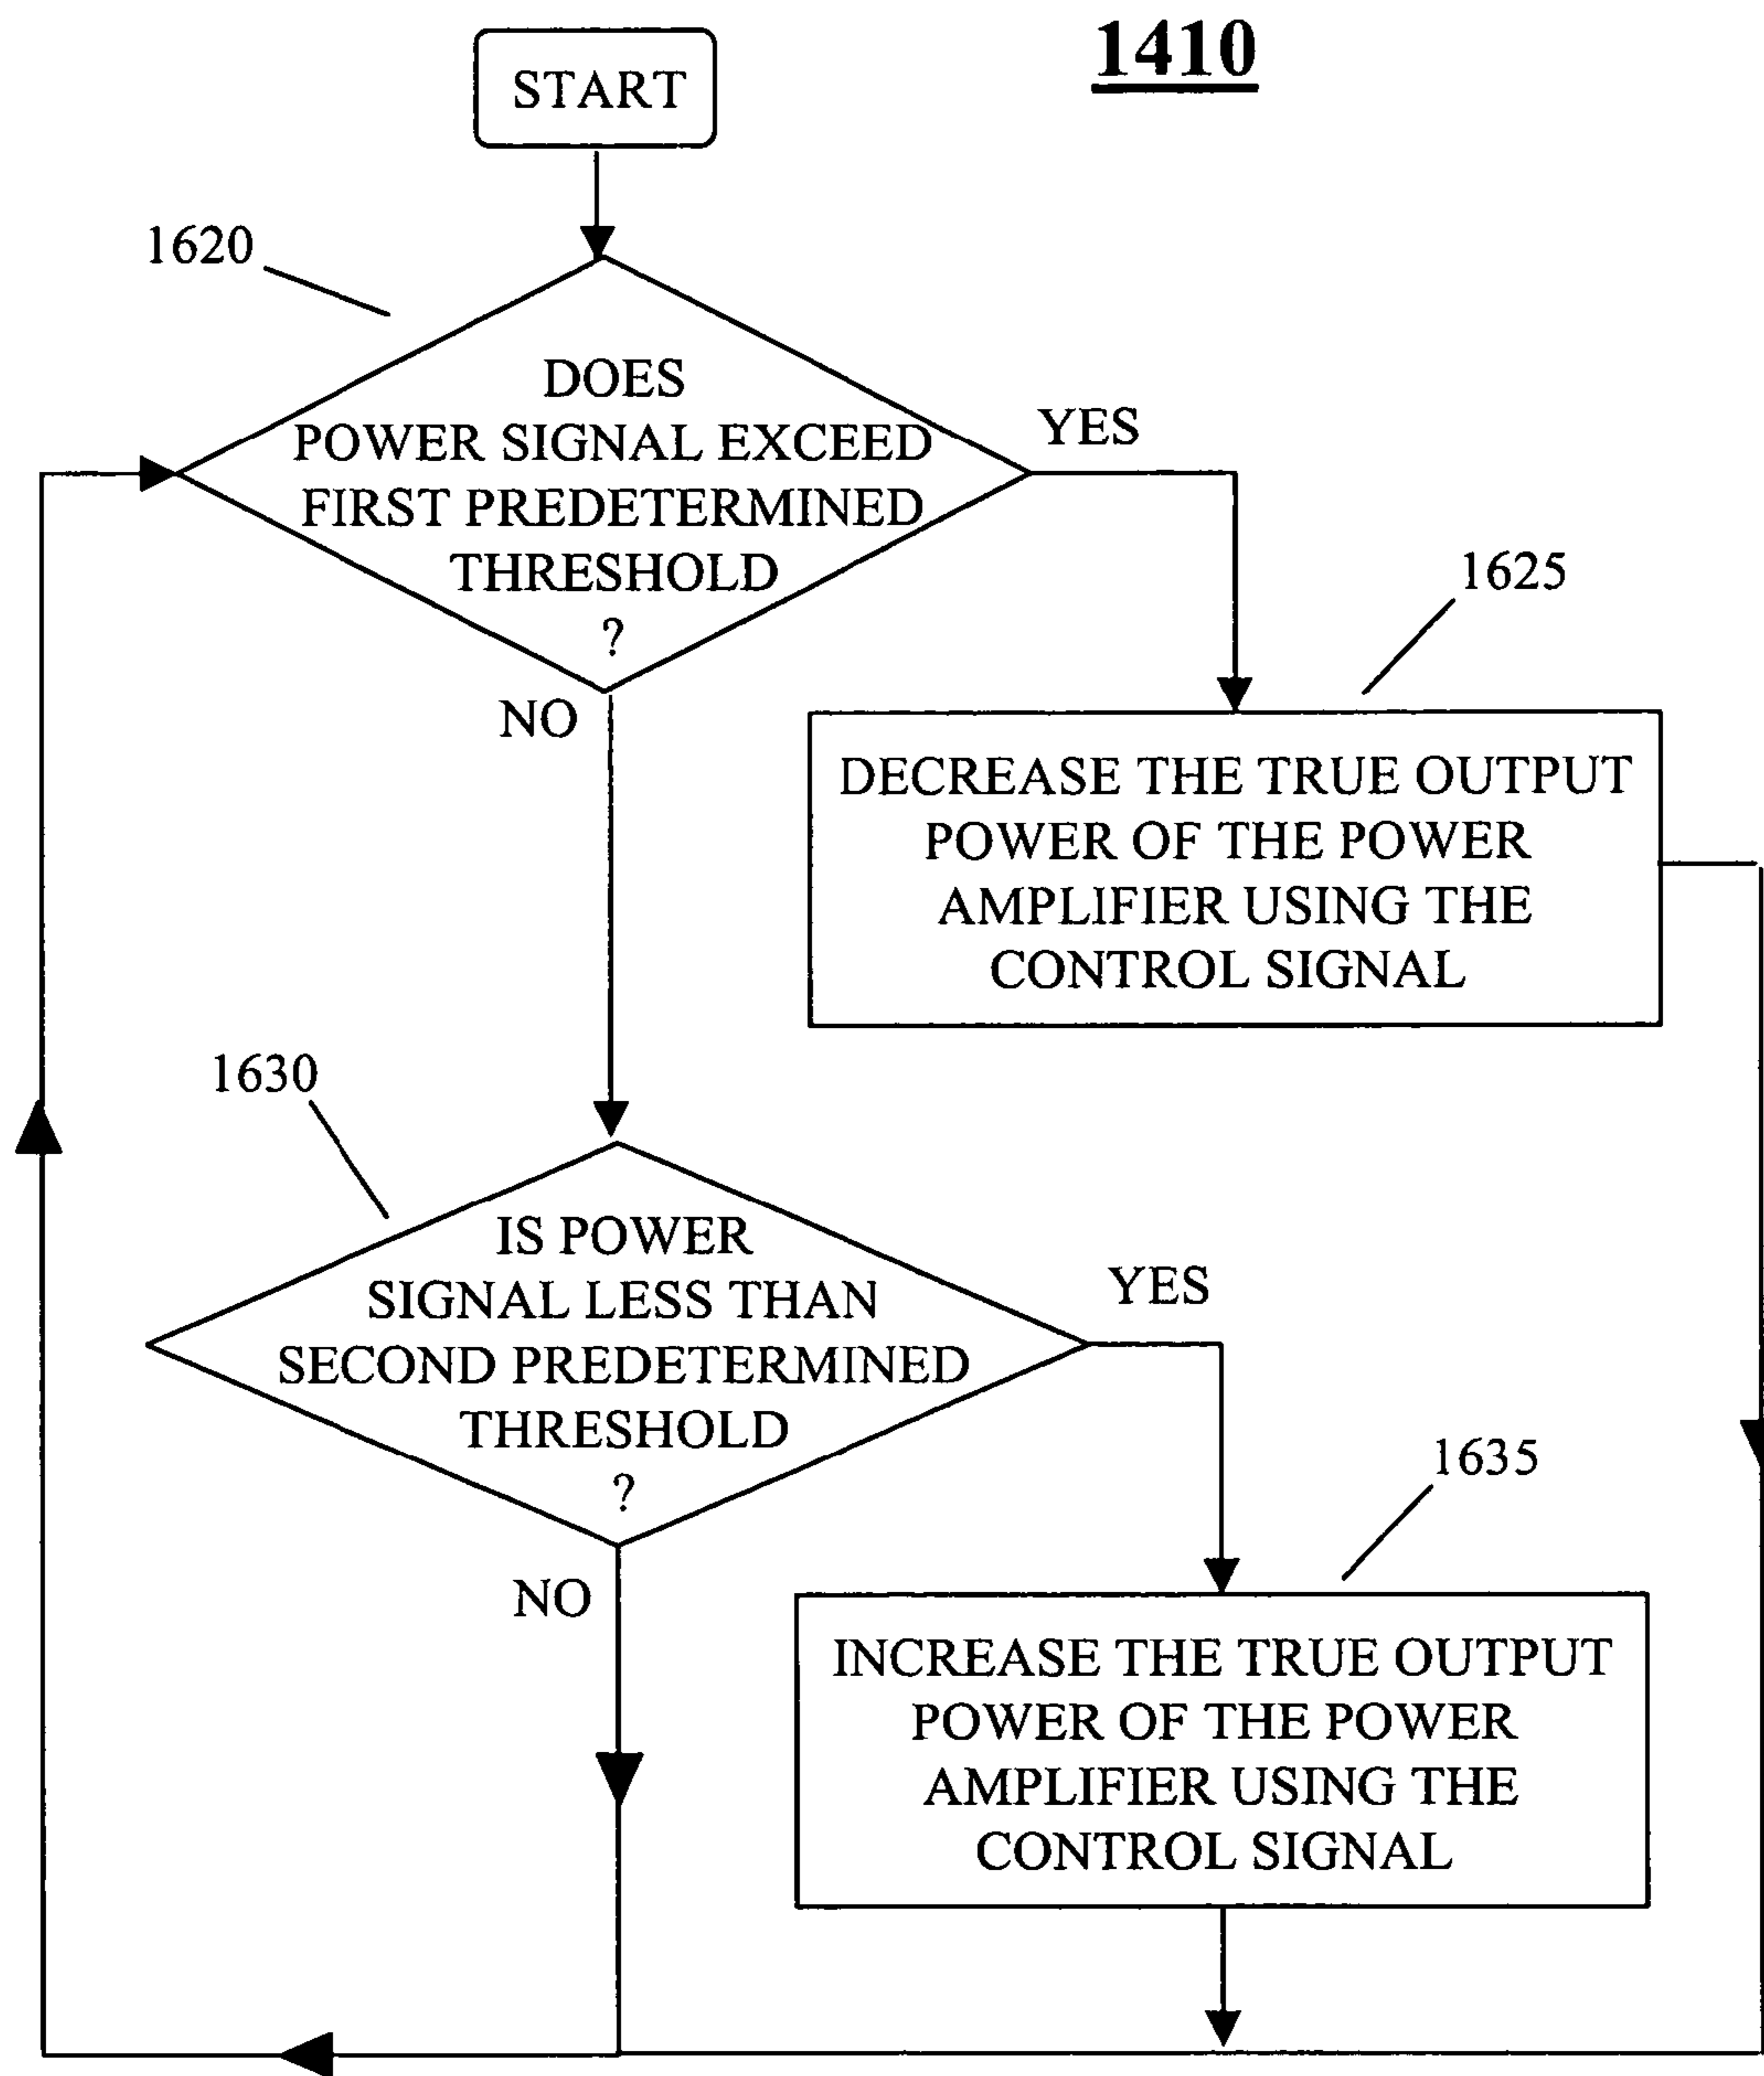 1410
START
1620
DOES
POWER SIGNAL EXCEED
FIRST PREDETERMINED
THRESHOLD
?
YES
NO
1625
DECREASE THE TRUE OUTPUT
POWER OF THE POWER
AMPLIFIER USING THE
CONTROL SIGNAL
1630
IS POWER
SIGNAL LESS THAN
SECOND PREDETERMINED
THRESHOLD
?
YES
NO
1635
INCREASE THE TRUE OUTPUT
POWER OF THE POWER
AMPLIFIER USING THE
CONTROL SIGNAL